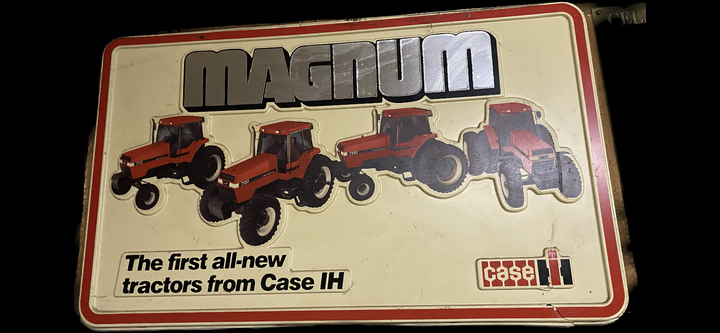 MAGNUM
The first all-new
tractors from Case IH
case IH